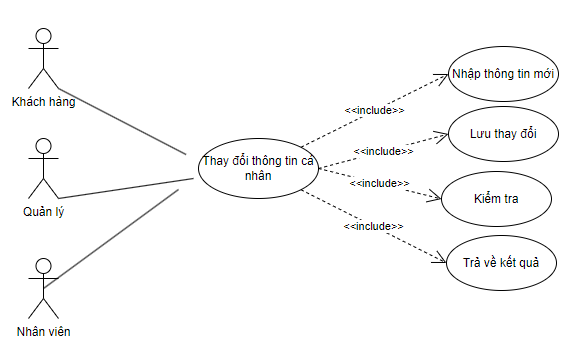 Khách hàng
Quản lý
Nhân viên
Thay đổi thông tin cá
nhân
<<include>>
<<include>>
<<include>>
<<include>>
Nhập thông tin mới
Lưu thay đổi
Kiểm tra
Trả về kết quả